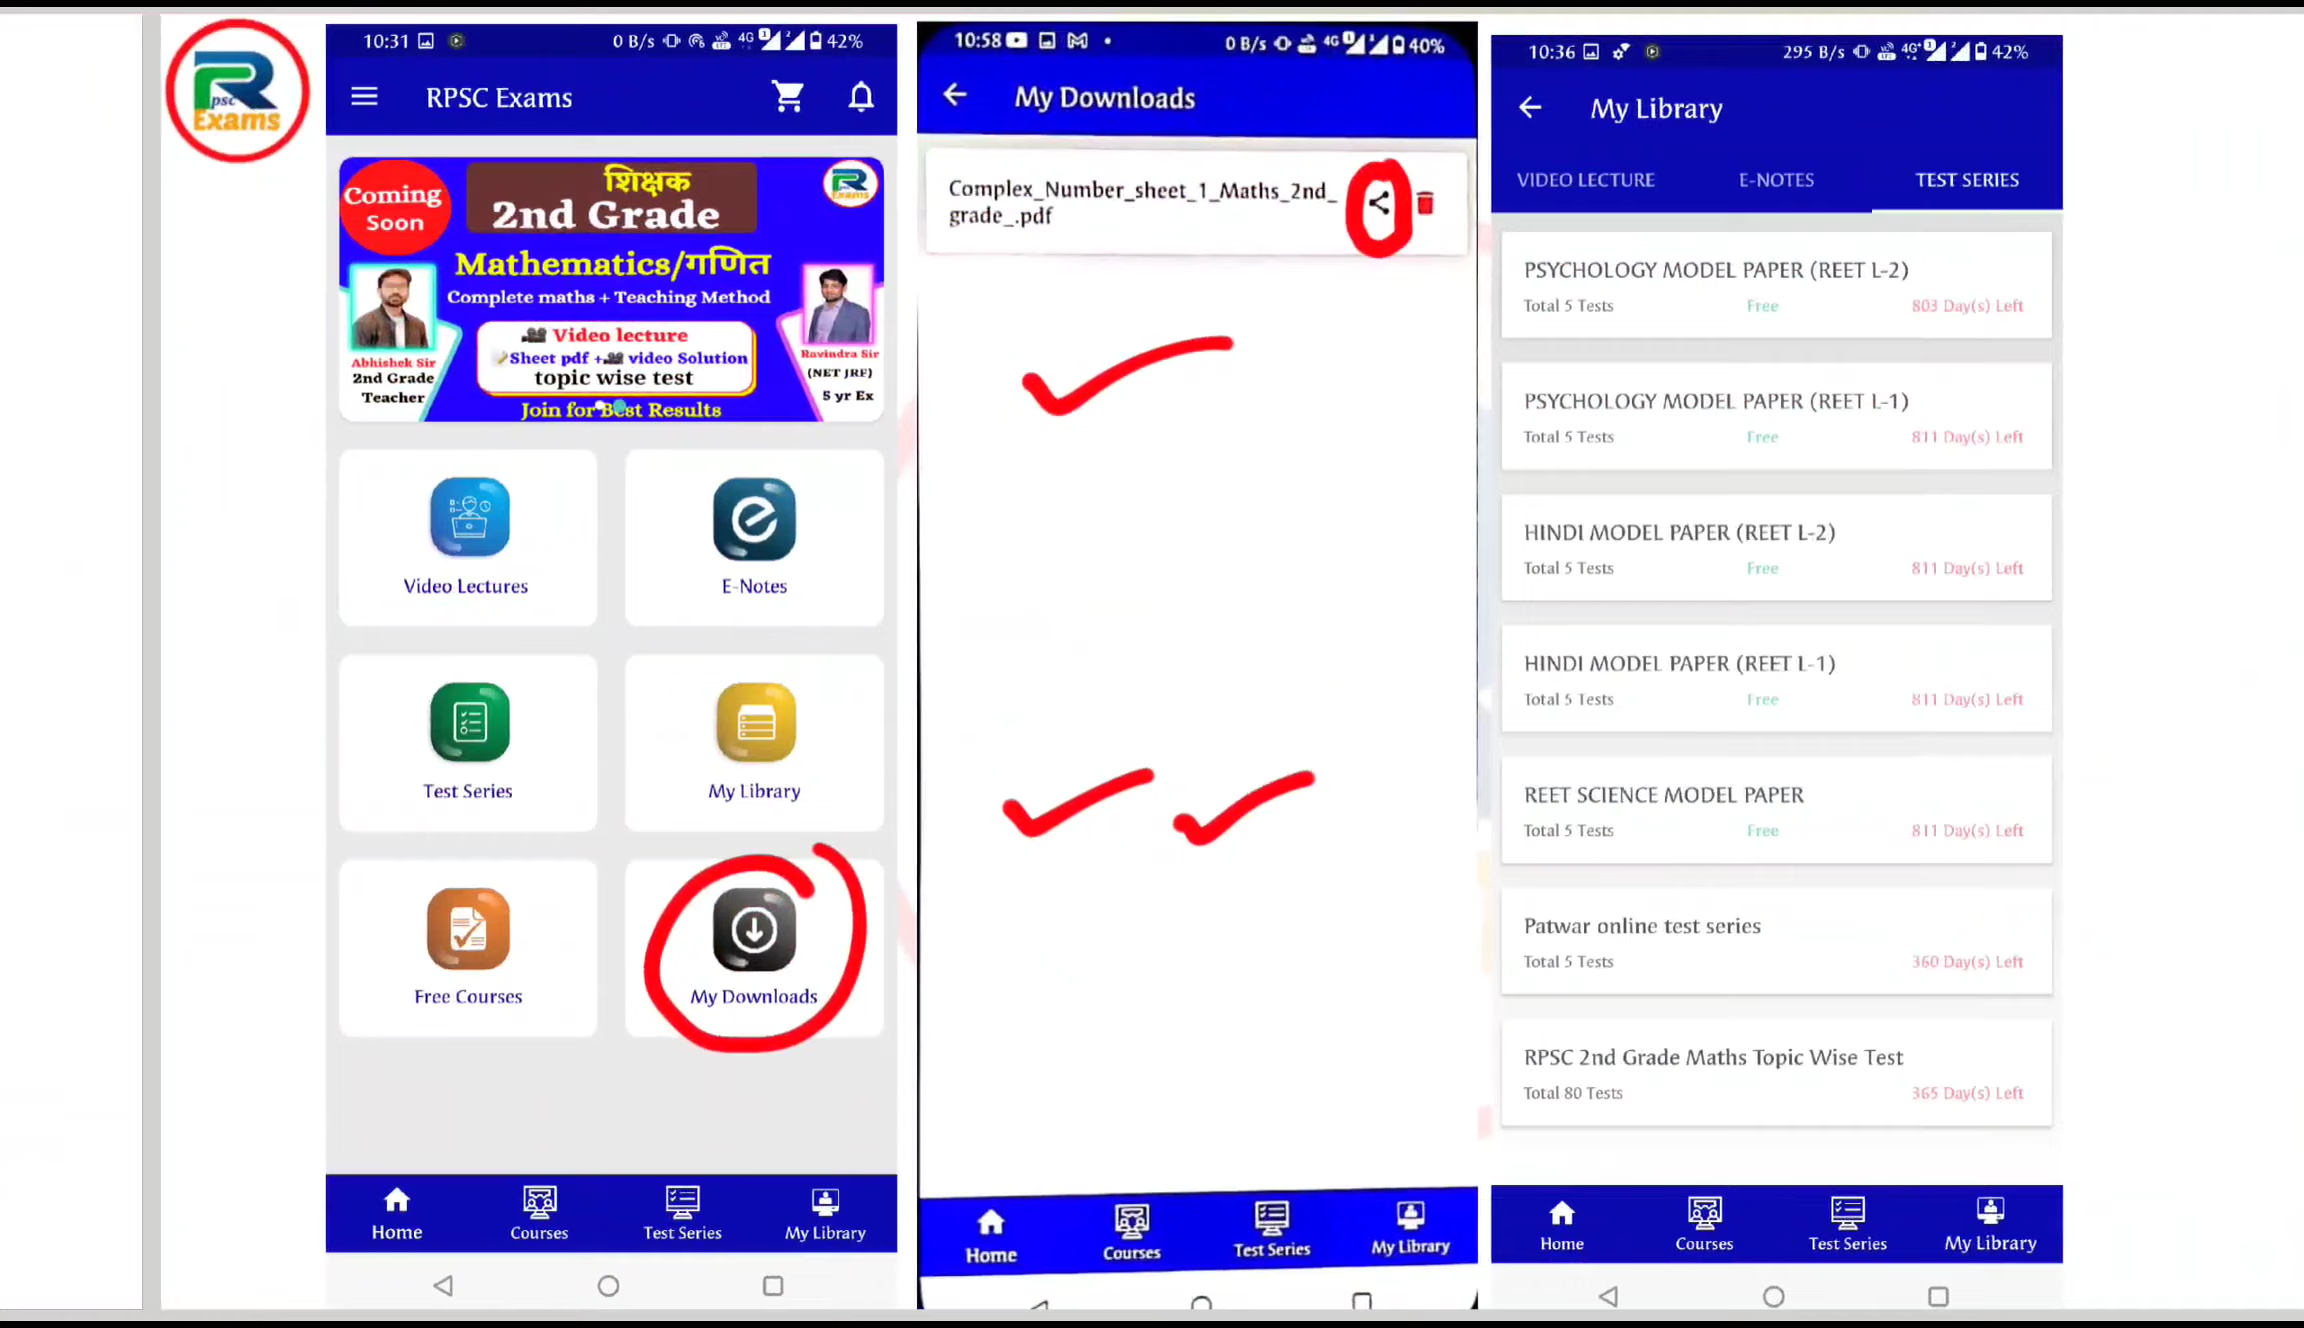 R
psc
Exams
10:31
0 B/s
4G
42%
RPSC Exams
Coming
Soon
शिक्षक
2nd Grade
Mathematics/गणित
Complete maths + Teaching Method
Video lecture
Sheet pdf + video Solution
topic wise test
Join for Best Results
Abhishek Sir
2nd Grade
Teacher
Ravindra Sir
(NET JRF)
5 yr Ex
Video Lectures
E-Notes
Test Series
My Library
Free Courses
My Downloads
Home
Courses
Test Series
My Library
10:58
0 B/s
4G
40%
My Downloads
Complex_Number_sheet_1_Maths_2nd_
grade_.pdf
Home
Courses
Test Series
My Library
10:36
295 B/s
4G+
42%
My Library
VIDEO LECTURE
E-NOTES
TEST SERIES
PSYCHOLOGY MODEL PAPER (REET L-2)
Total 5 Tests Free 803 Day(s) Left
PSYCHOLOGY MODEL PAPER (REET L-1)
Total 5 Tests Free 811 Day(s) Left
HINDI MODEL PAPER (REET L-2)
Total 5 Tests Free 811 Day(s) Left
HINDI MODEL PAPER (REET L-1)
Total 5 Tests Free 811 Day(s) Left
REET SCIENCE MODEL PAPER
Total 5 Tests Free 811 Day(s) Left
Patwar online test series
Total 5 Tests 360 Day(s) Left
RPSC 2nd Grade Maths Topic Wise Test
Total 80 Tests 365 Day(s) Left
Home
Courses
Test Series
My Library